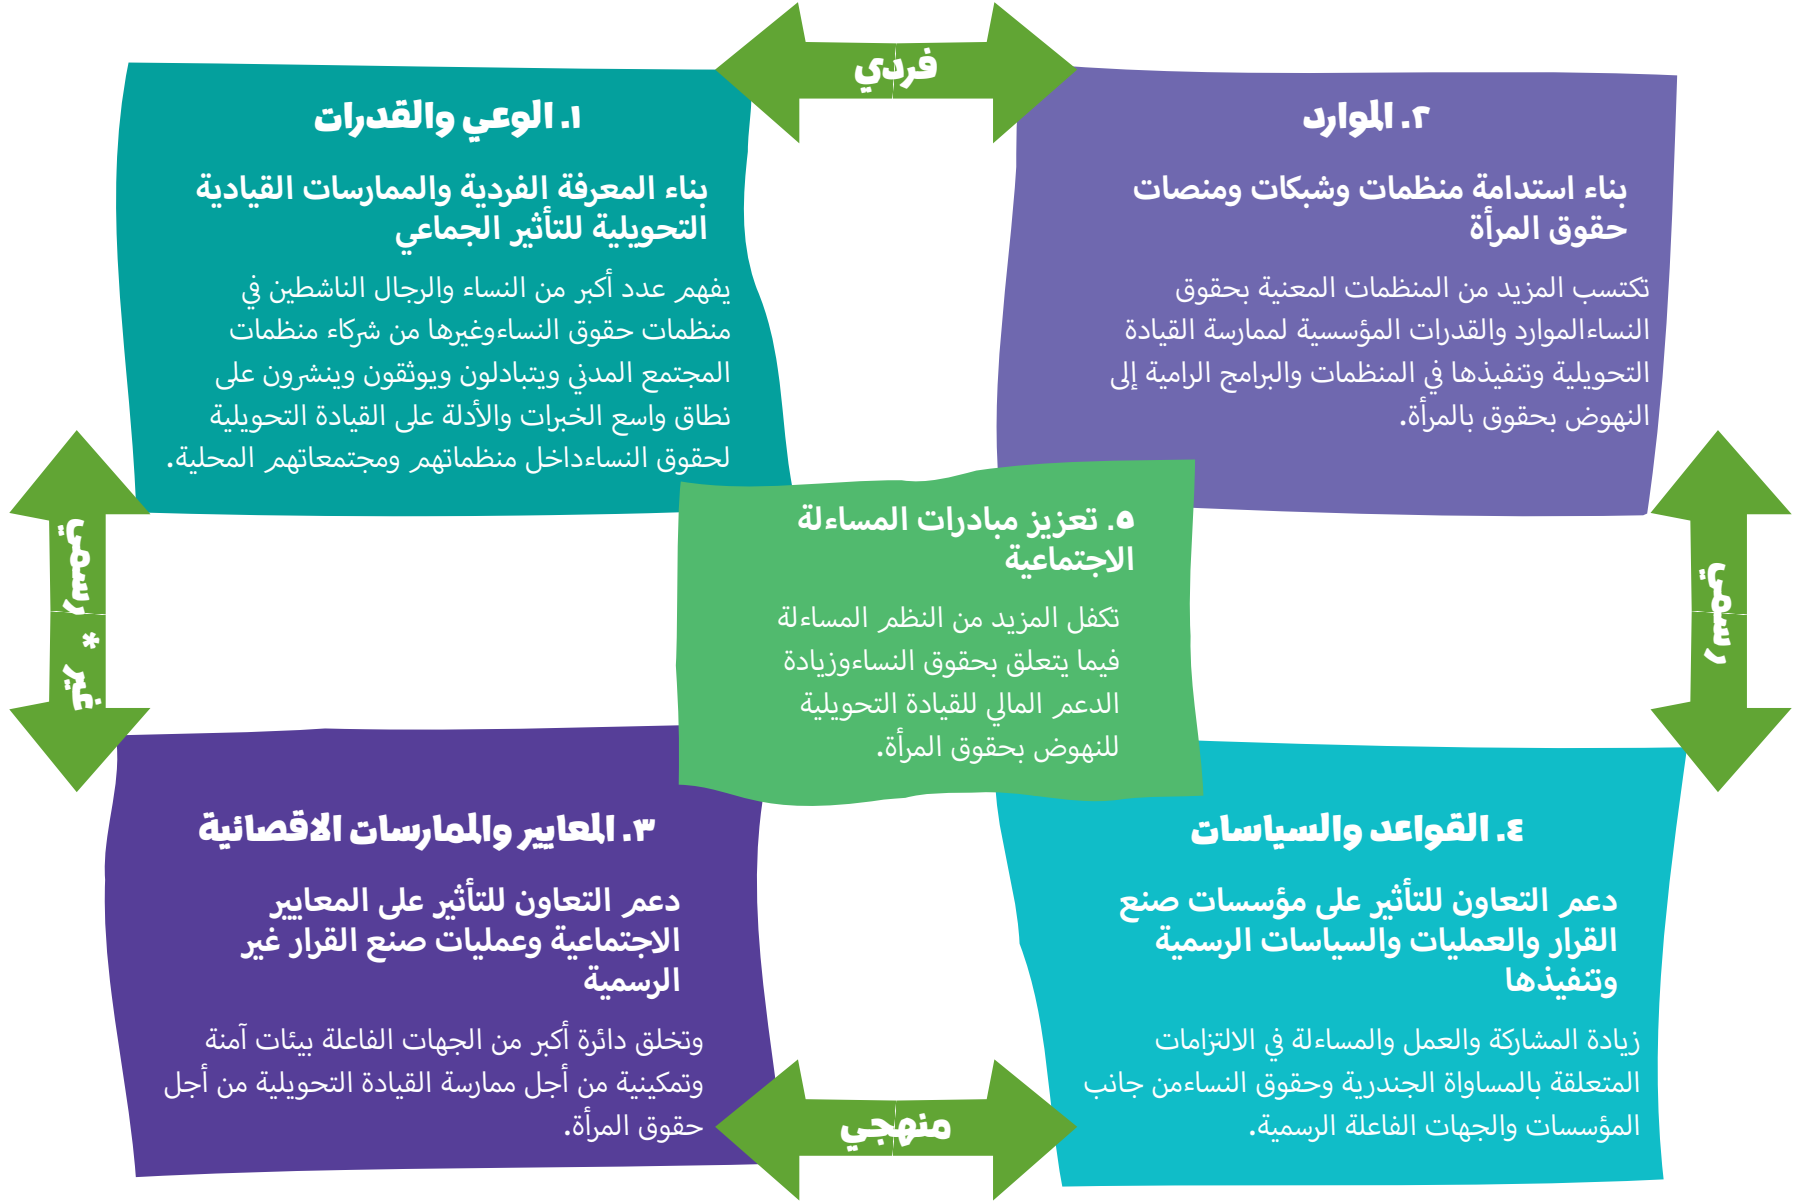 فردي
١. الوعي والقدرات
بناء المعرفة الفردية والممارسات القيادية
التحويلية للتأثير الجماعي
يفهم عدد أكبر من النساء والرجال الناشطين في
منظمات حقوق النساءوغيرها من شركاء منظمات
المجتمع المدني ويتبادلون ويوثقون وينشرون على
نطاق واسع الخبرات والأدلة على القيادة التحويلية
لحقوق النساءداخل منظماتهم ومجتمعاتهم المحلية.
٢. الموارد
بناء استدامة منظمات وشبكات ومنصات
حقوق المرأة
تكتسب المزيد من المنظمات المعنية بحقوق
النساءالموارد والقدرات المؤسسية لممارسة القيادة
التحويلية وتنفيذها في المنظمات والبرامج الرامية إلى
النهوض بحقوق بالمرأة.
غير * رسمي
رسمي
٥. تعزيز مبادرات المساءلة
الاجتماعية
تكفل المزيد من النظم المساءلة
فيما يتعلق بحقوق النساءوزيادة
الدعم المالي للقيادة التحويلية
للنهوض بحقوق المرأة.
٣. المعايير والممارسات الاقصائية
دعم التعاون للتأثير على المعايير
الاجتماعية وعمليات صنع القرار غير
الرسمية
وتخلق دائرة أكبر من الجهات الفاعلة بيئات آمنة
وتمكينية من أجل ممارسة القيادة التحويلية من أجل
حقوق المرأة.
٤. القواعد والسياسات
دعم التعاون للتأثير على مؤسسات صنع
القرار والعمليات والسياسات الرسمية
وتنفيذها
زيادة المشاركة والعمل والمساءلة في الالتزامات
المتعلقة بالمساواة الجندرية وحقوق النساءمن جانب
المؤسسات والجهات الفاعلة الرسمية.
منهجي